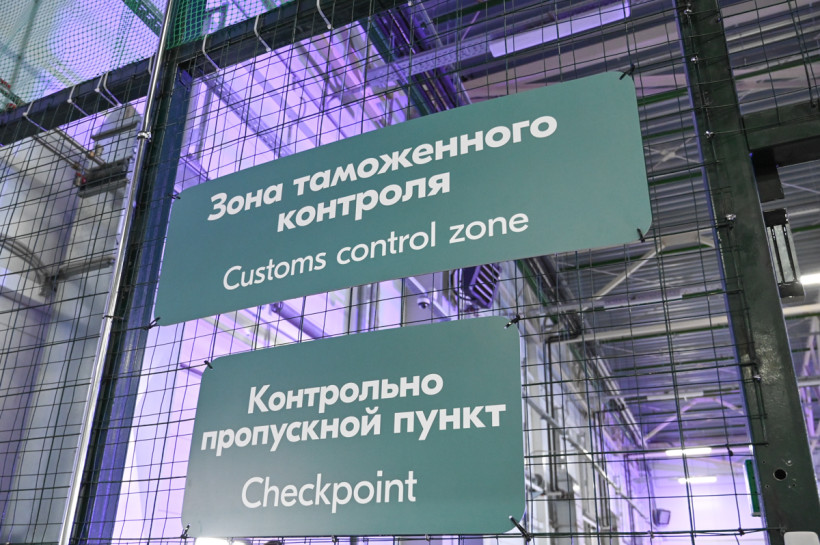 Зона таможенного
контроля
Customs control zone
Контрольно
пропускной пункт
Checkpoint